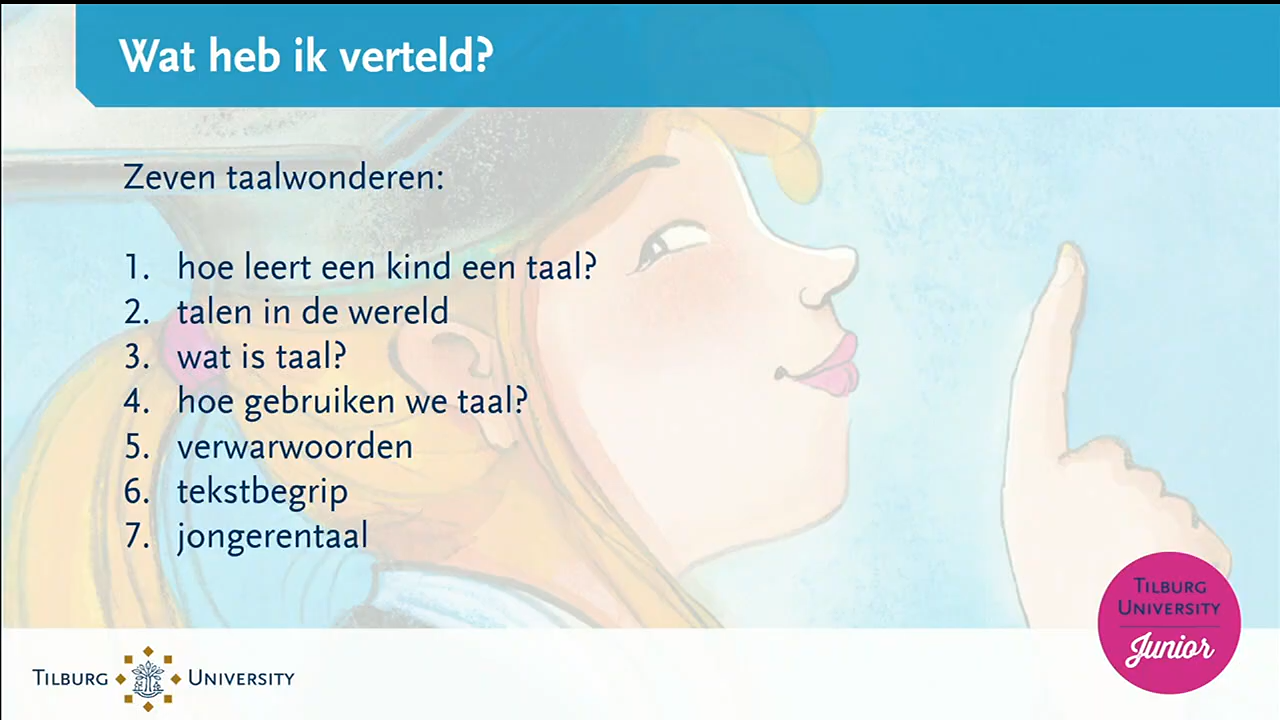 Wat heb ik verteld?
Zeven taalwonderen:
1. hoe leert een kind een taal?
2. talen in de wereld
3. wat is taal?
4. hoe gebruiken we taal?
5. verwarwoorden
6. tekstbegrip
7. jongerentaal
TILBURG
UNIVERSITY
Junior
TILBURG UNIVERSITY